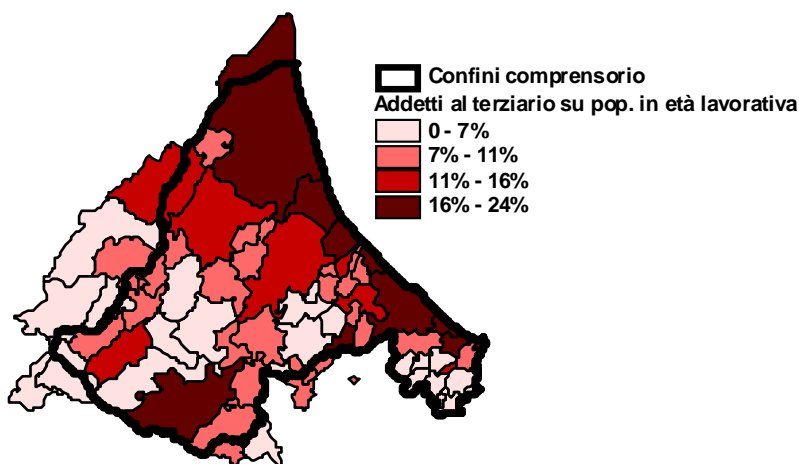 Confini comprensorio
Addetti al terziario su pop. in età lavorativa
0 - 7%
7% - 11%
11% - 16%
16% - 24%